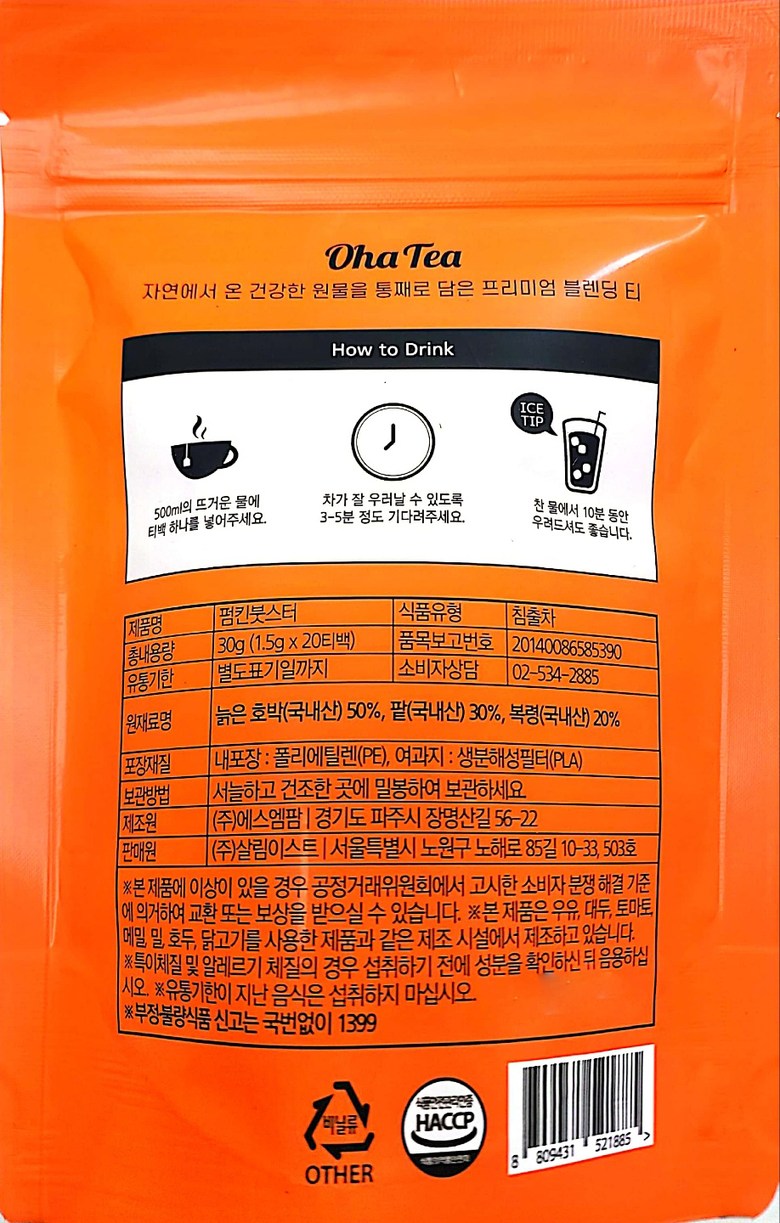 Oha Tea
자연에서 온 건강한 원물을 통째로 담은 프리미엄 블렌딩 티
How to Drink
500ml의 뜨거운 물에
티백 하나를 넣어주세요.
차가 잘 우러날 수 있도록
3-5분 정도 기다려주세요.
ICE
TIP
찬 물에서 10분 동안
우려드셔도 좋습니다.
제품명 펌킨붓스터 식품유형 침출차
총내용량 30g (1.5g x 20티백) 품목보고번호 20140086585390
유통기한 별도표기일까지 소비자상담 02-534-2885
원재료명 늙은 호박(국내산) 50%, 팥(국내산) 30%, 복령(국내산) 20%
포장재질 내포장 : 폴리에틸렌(PE), 여과지 : 생분해성필터(PLA)
보관방법 서늘하고 건조한 곳에 밀봉하여 보관하세요
제조원 (주)에스엠팜 | 경기도 파주시 장명산길 56-22
판매원 (주)살림이스트 | 서울특별시 노원구 노해로 85길 10-33, 503호
※본 제품에 이상이 있을 경우 공정거래위원회에서 고시한 소비자 분쟁 해결 기준
에 의거하여 교환 또는 보상을 받으실 수 있습니다. ※본 제품은 우유, 대두, 토마토,
메밀, 밀, 호두, 닭고기를 사용한 제품과 같은 제조 시설에서 제조하고 있습니다.
※특이체질 및 알레르기 체질의 경우 섭취하기 전에 성분을 확인하신 뒤 음용하십
시오. ※유통기한이 지난 음식은 섭취하지 마십시오.
※부정·불량식품 신고는 국번없이 1399
비닐류
OTHER
식품안전관리인증
HACCP
8 809431 521885 >